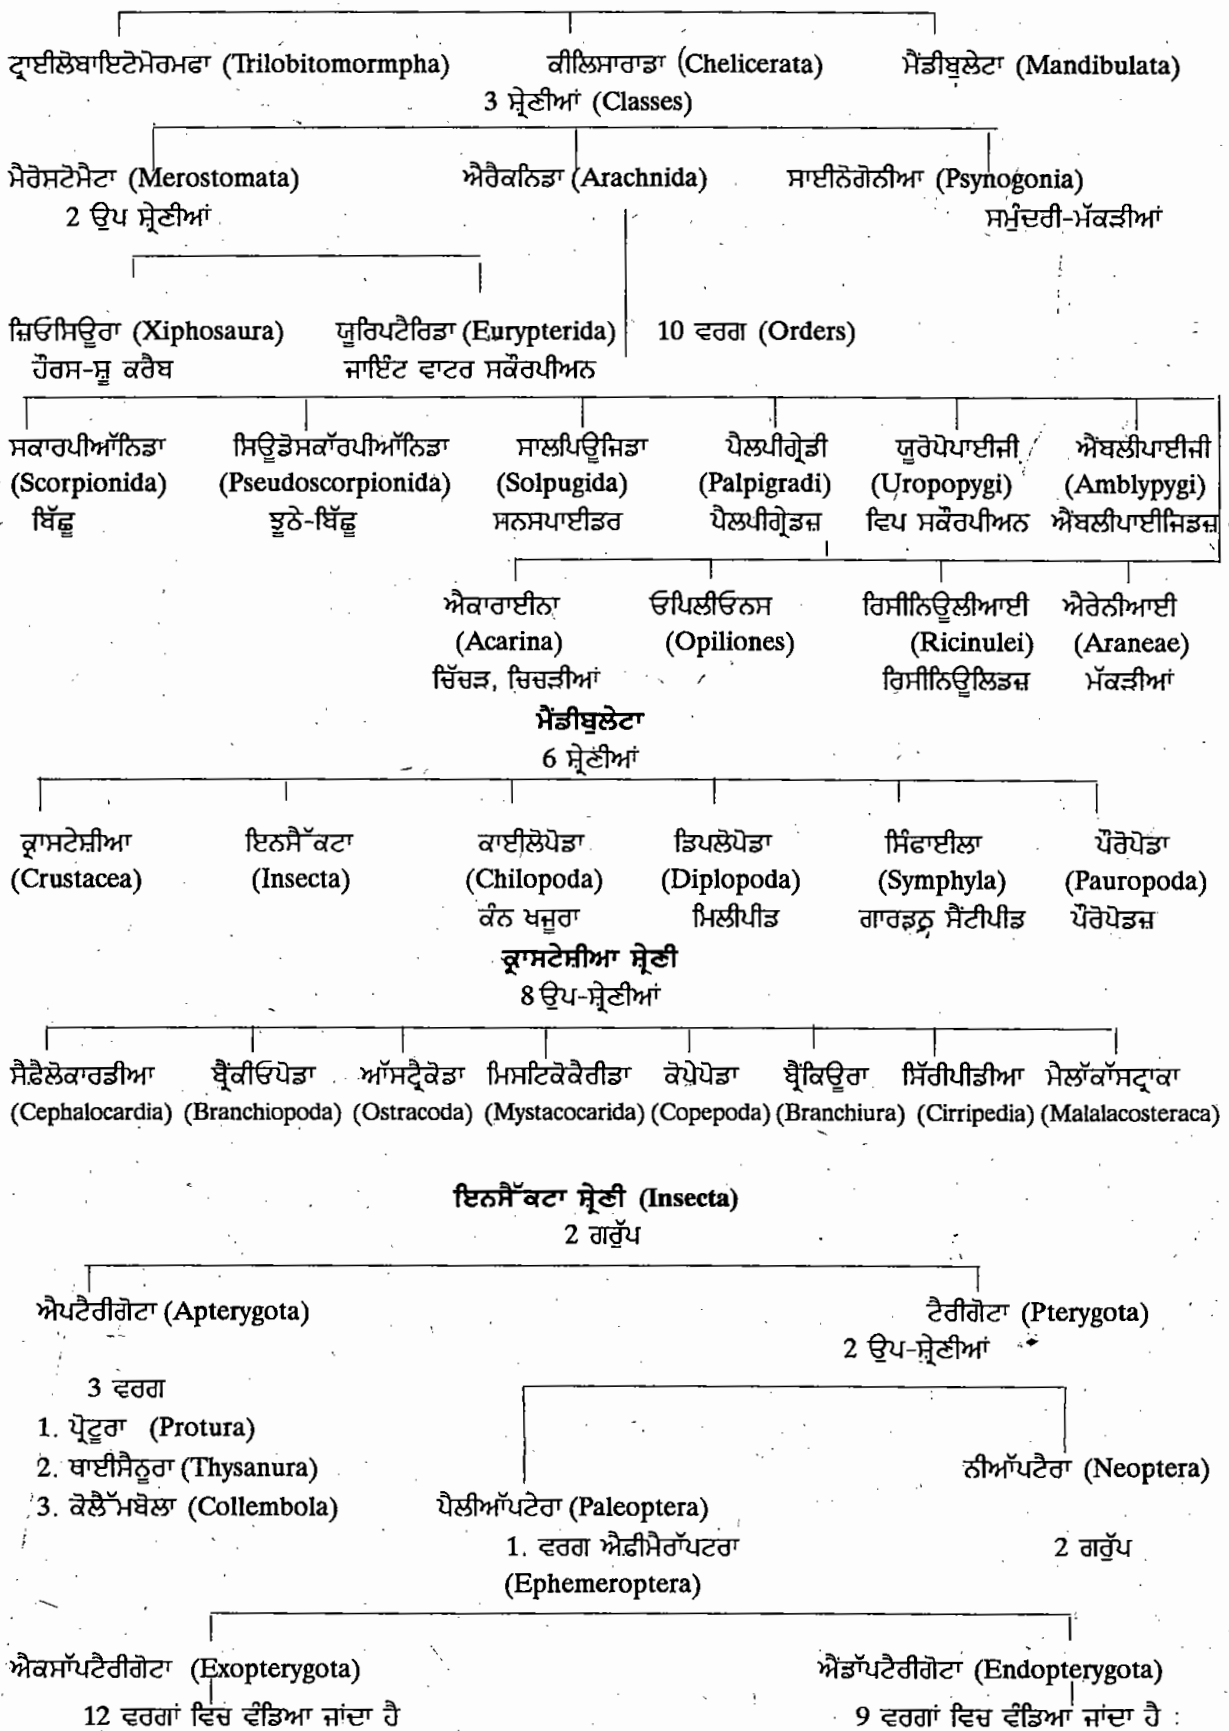 ਟ੍ਰਾਈਲੋਬਾਇਟੋਮੋਰਮਫਾ (Trilobitomormpha) ਕੀਲਿਸਾਰਾਡਾ (Chelicerata) ਮੈਂਡੀਬੁਲੇਟਾ (Mandibulata)
3 ਸ਼੍ਰੇਣੀਆਂ (Classes)
ਮੈਰੋਸਟੋਮੈਟਾ (Merostomata) ਐਰੈਕਨਿਡਾ (Arachnida) ਸਾਈਨੋਗੋਨੀਆ (Psynogonia)
2 ਉਪ ਸ਼੍ਰੇਣੀਆਂ ਸਮੁੰਦਰੀ-ਮੱਕੜੀਆਂ
ਜ਼ਿਓਸਿਊਰਾ (Xiphosaura) ਯੂਰਿਪਟੈਰਿਡਾ (Eurypterida) 10 ਵਰਗ (Orders)
ਹੌਰਸ-ਸ਼ੂ ਕਰੈਬ ਜਾਇੰਟ ਵਾਟਰ ਸਕੌਰਪੀਅਨ
ਸਕਾਰਪੀਆੱਨਿਡਾ ਸਿਊਡੋਸਕਾੱਰਪੀਆੱਨਿਡਾ ਸਾਲਪਿਊਜਿਡਾ ਪੈਲਪੀਗ੍ਰੇਡੀ ਯੂਰੋਪੋਪਾਈਜੀ ਐਂਬਲੀਪਾਈਜੀ
(Scorpionida) (Pseudoscorpionida) (Solpugida) (Palpigradi) (Uropopygi) (Amblypygi)
ਬਿੱਛੂ ਝੂਠੇ-ਬਿੱਛੂ ਸਨਸਪਾਈਡਰ ਪੈਲਪੀਗ੍ਰੇਡਜ਼ ਵਿਪ ਸਕੌਰਪੀਅਨ ਐਂਬਲੀਪਾਈਜਿਡਜ਼
ਐਕਾਰਾਈਨਾ ਓਪਿਲੀਓਨਸ ਰਿਸੀਨਿਊਲੀਆਈ ਐਰੇਨੀਆਈ
(Acarina) (Opiliones) (Ricinulei) (Araneae)
ਚਿੱਚੜ, ਚਿਚੜੀਆਂ ਰਿਸੀਨਿਊਲਿਡਜ਼ ਮੱਕੜੀਆਂ
ਮੈਂਡੀਬੁਲੇਟਾ
6 ਸ਼੍ਰੇਣੀਆਂ
ਕ੍ਰਾਸਟੇਸ਼ੀਆ ਇਨਸੈੱਕਟਾ ਕਾਈਲੋਪੋਡਾ ਡਿਪਲੋਪੋਡਾ ਸਿੰਫਾਈਲਾ ਪੌਰੋਪੋਡਾ
(Crustacea) (Insecta) (Chilopoda) (Diplopoda) (Symphyla) (Pauropoda)
ਕੰਨ ਖਜੂਰਾ ਮਿਲੀਪੀਡ ਗਾਰਡਨ ਸੈਂਟੀਪੀਡ ਪੌਰੋਪੋਡਜ਼
ਕ੍ਰਾਸਟੇਸ਼ੀਆ ਸ਼੍ਰੇਣੀ
8 ਉਪ-ਸ਼੍ਰੇਣੀਆਂ
ਸੈਫ਼ੈਲੋਕਾਰਡੀਆ ਬ੍ਰੈਂਕੀਓਪੋਡਾ ਆੱਸਟ੍ਰੈਕੋਡਾ ਮਿਸਟਿਕੋਕੈਰੀਡਾ ਕੋਪੇਪੋਡਾ ਬ੍ਰੈਂਕਿਊਰਾ ਸਿੱਰੀਪੀਡੀਆ ਮੈਲਾੱਕਾੱਸਟ੍ਰਾਕਾ
(Cephalocardia) (Branchiopoda) (Ostracoda) (Mystacocarida) (Copepoda) (Branchiura) (Cirripedia) (Malalacosteraca)
ਇਨਸੈੱਕਟਾ ਸ਼੍ਰੇਣੀ (Insecta)
2 ਗਰੁੱਪ
ਐਪਟੈਰੀਗੋਟਾ (Apterygota) ਟੈਰੀਗੋਟਾ (Pterygota)
2 ਉਪ-ਸ਼੍ਰੇਣੀਆਂ
3 ਵਰਗ
1. ਪ੍ਰੋਟੂਰਾ (Protura)
2. ਥਾਈਸੈਨੂਰਾ (Thysanura) ਨੀਆੱਪਟੈਰਾ (Neoptera)
3. ਕੋਲੈੱਮਬੋਲਾ (Collembola) ਪੈਲੀਆੱਪਟੇਰਾ (Paleoptera)
1. ਵਰਗ ਐਫ਼ੀਮੈਰਾੱਪਟਰਾ 2 ਗਰੁੱਪ
(Ephemeroptera)
ਐਕਸਾੱਪਟੈਰੀਗੋਟਾ (Exopterygota) ਐਂਡਾੱਪਟੈਰੀਗੋਟਾ (Endopterygota)
12 ਵਰਗਾਂ ਵਿਚ ਵੰਡਿਆ ਜਾਂਦਾ ਹੈ 9 ਵਰਗਾਂ ਵਿਚ ਵੰਡਿਆ ਜਾਂਦਾ ਹੈ :